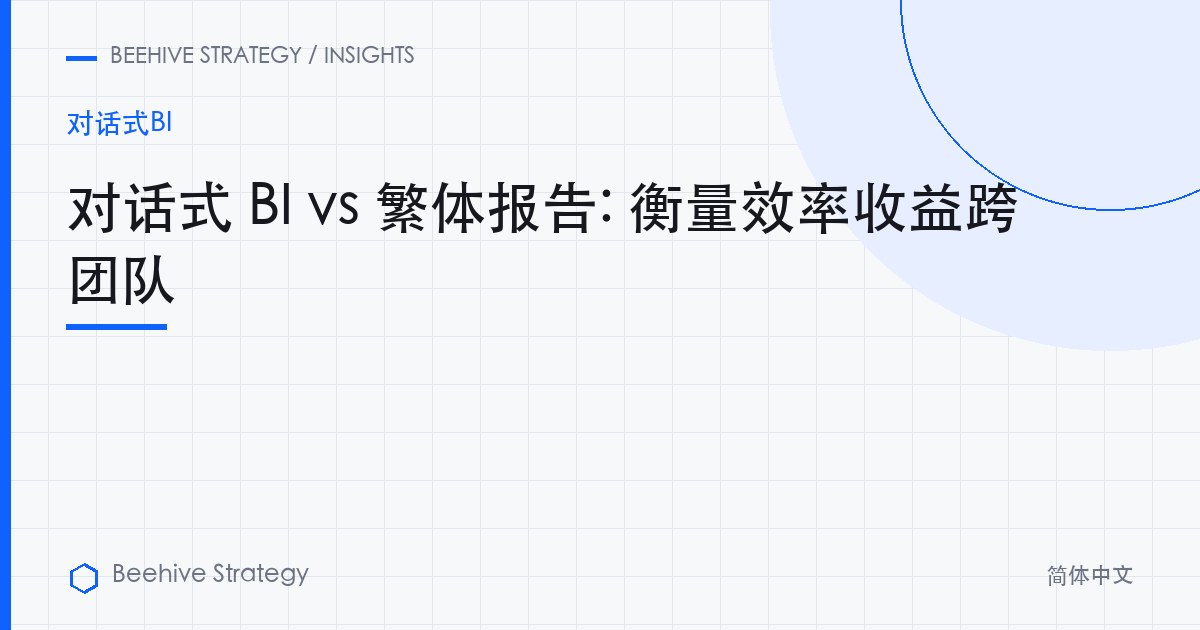 BEEHIVE STRATEGY / INSIGHTS
对话式BI
对话式 BI vs 繁体报告: 衡量效率收益跨
团队
Beehive Strategy
简体中文